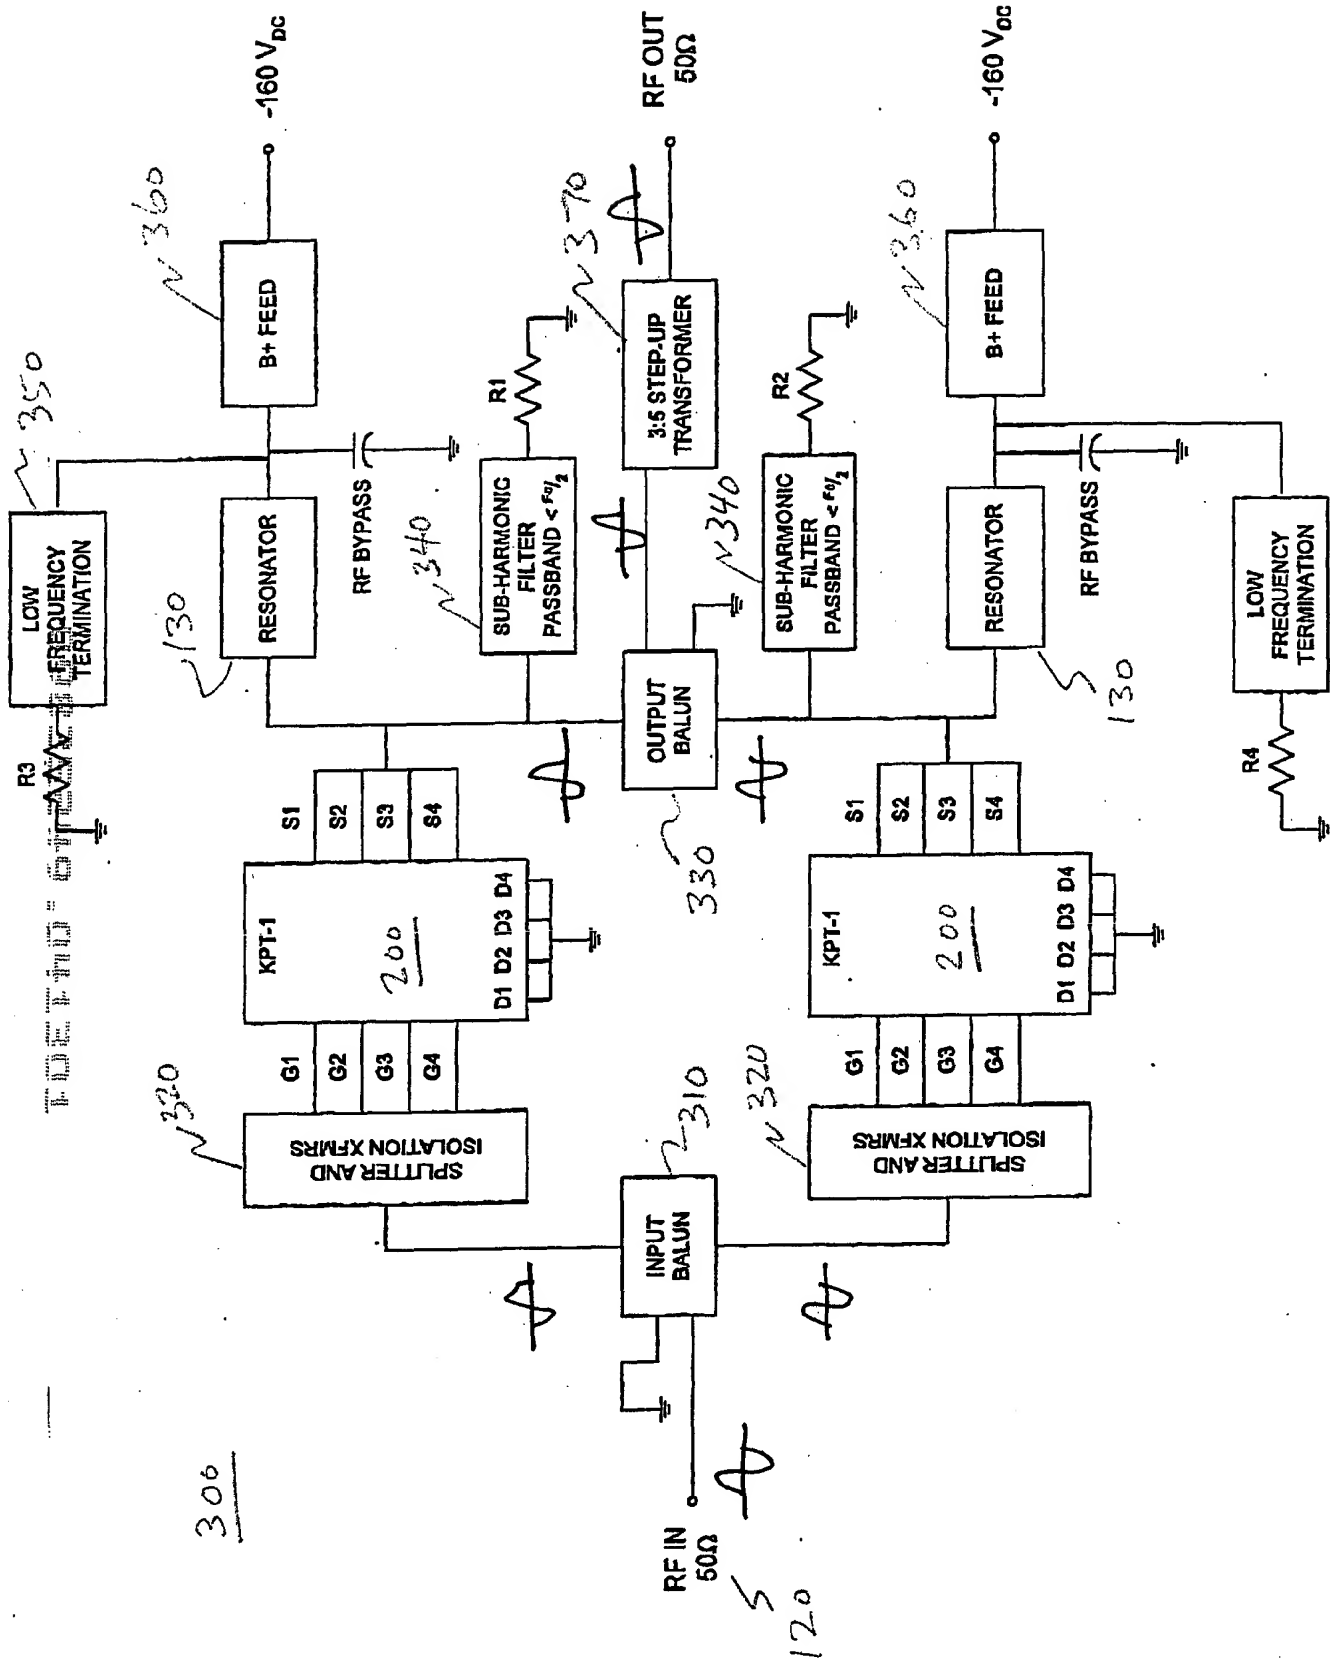 300
RF IN
50Ω
120
INPUT
BALUN
310
SPLITTER AND
ISOLATION XFMRS
320
G1
G2
G3
G4
KPT-1
200
D1 D2 D3 D4
S1
S2
S3
S4
R3
LOW
FREQUENCY
TERMINATION
350
RESONATOR
130
RF BYPASS
B+ FEED
360
-160 VDC
SUB-HARMONIC
FILTER
PASSBAND < F0/2
340
R1
OUTPUT
BALUN
330
3:5 STEP-UP
TRANSFORMER
370
RF OUT
50Ω
SUB-HARMONIC
FILTER
PASSBAND < F0/2
340
R2
SPLITTER AND
ISOLATION XFMRS
320
G1
G2
G3
G4
KPT-1
200
D1 D2 D3 D4
S1
S2
S3
S4
RESONATOR
130
RF BYPASS
B+ FEED
360
-160 VDC
R4
LOW
FREQUENCY
TERMINATION